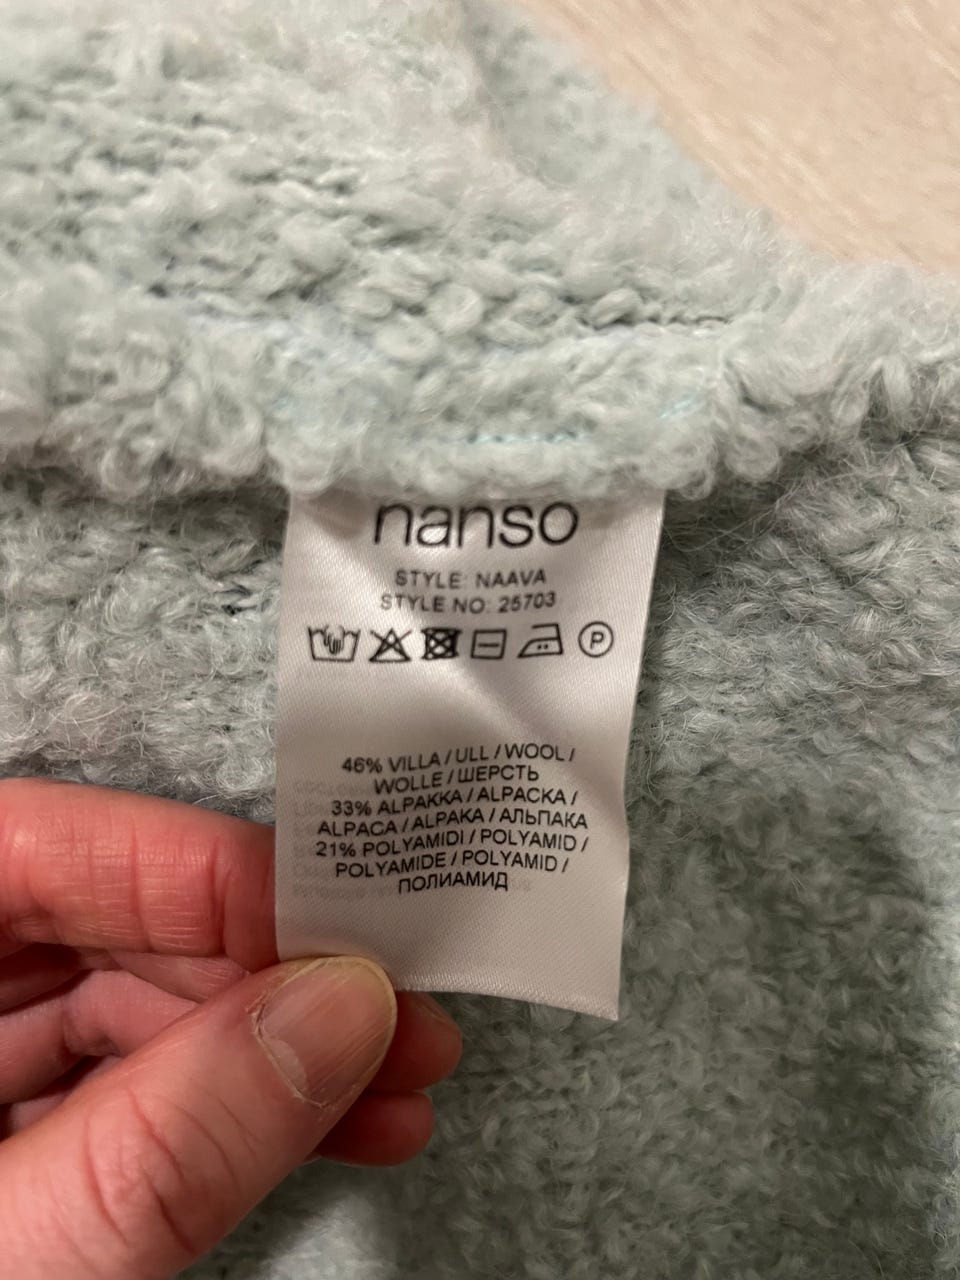 nanso
STYLE: NAAVA
STYLE NO: 25703
P
46% VILLA / ULL / WOOL /
WOLLE / ШЕРСТЬ
33% ALPAKKA / ALPACKA /
ALPACA / ALPAKA / АЛЬПАКА
21% POLYAMIDI / POLYAMID /
POLYAMIDE / POLYAMID /
ПОЛИАМИД